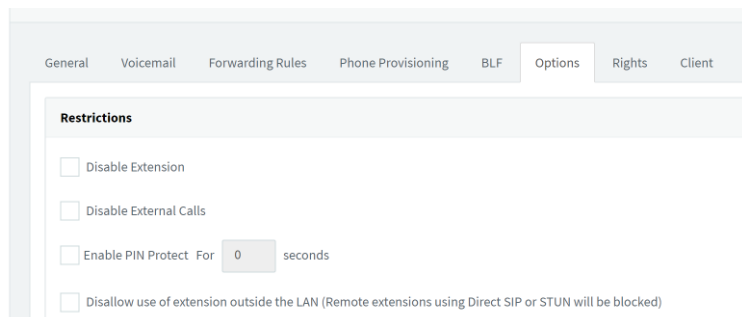 General Voicemail Forwarding Rules Phone Provisioning BLF Options Rights Client
Restrictions
Disable Extension
Disable External Calls
Enable PIN Protect For 0 seconds
Disallow use of extension outside the LAN (Remote extensions using Direct SIP or STUN will be blocked)